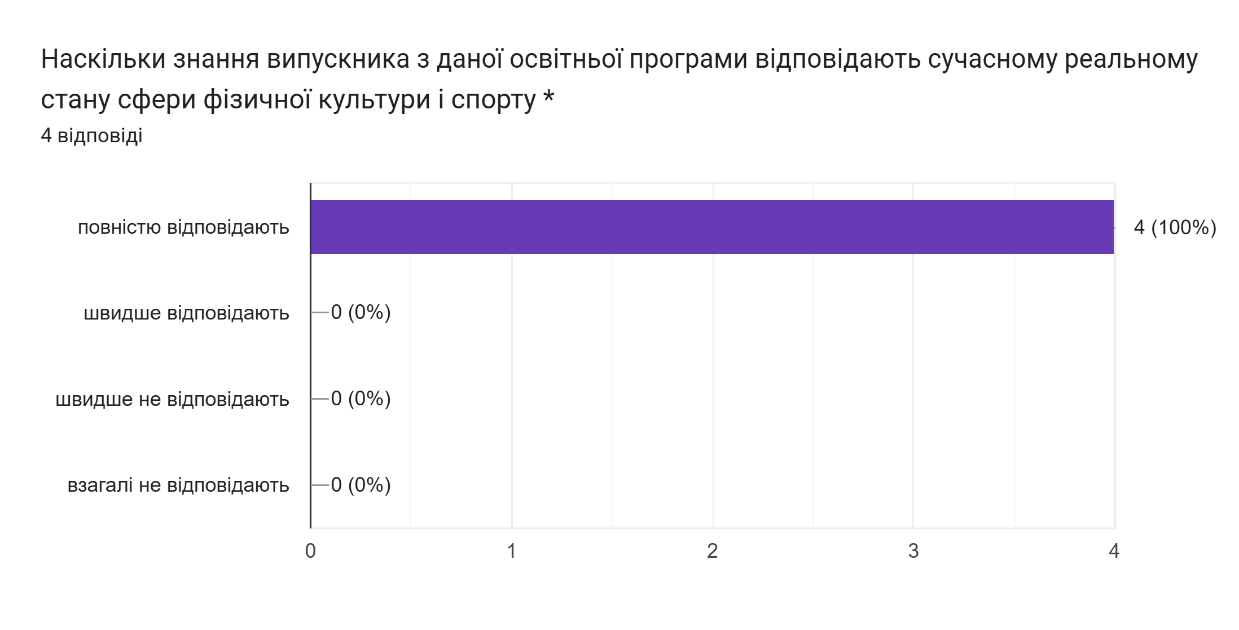 Наскільки знання випускника з даної освітньої програми відповідають сучасному реальному
стану сфери фізичної культури і спорту *
4 відповіді
повністю відповідають
4 (100%)
швидше відповідають
0 (0%)
швидше не відповідають
0 (0%)
взагалі не відповідають
0 (0%)
0 1 2 3 4